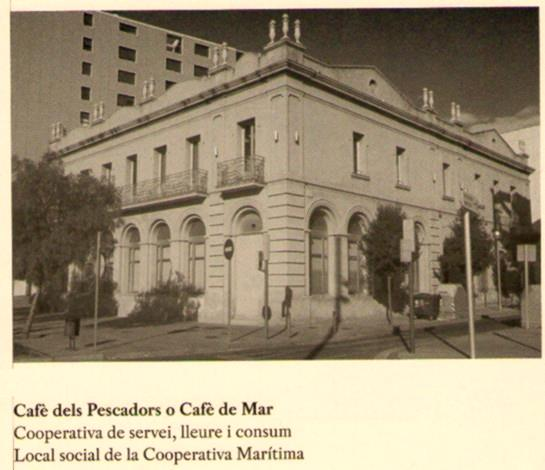 Cafè dels Pescadors o Cafè de Mar
Cooperativa de servei, lleure i consum
Local social de la Cooperativa Marítima